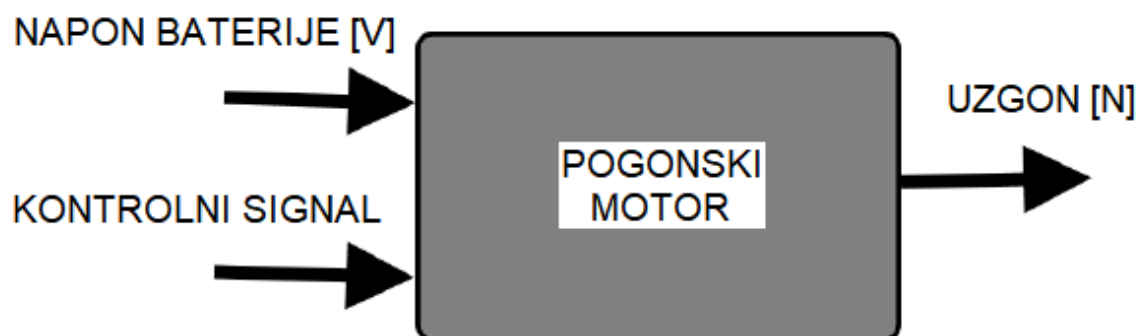 NAPON BATERIJE [V]
UZGON [N]
POGONSKI
MOTOR
KONTROLNI SIGNAL